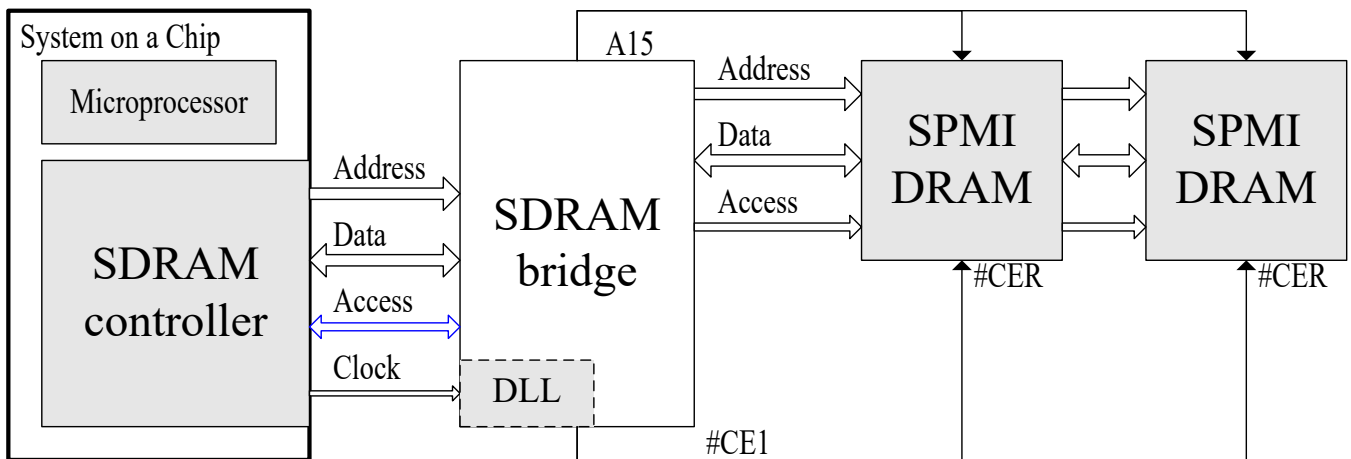 System on a Chip
Microprocessor
SDRAM
controller
Address
Data
Access
Clock
SDRAM
bridge
DLL
A15
#CE1
Address
Data
Access
SPMI
DRAM
#CER
SPMI
DRAM
#CER